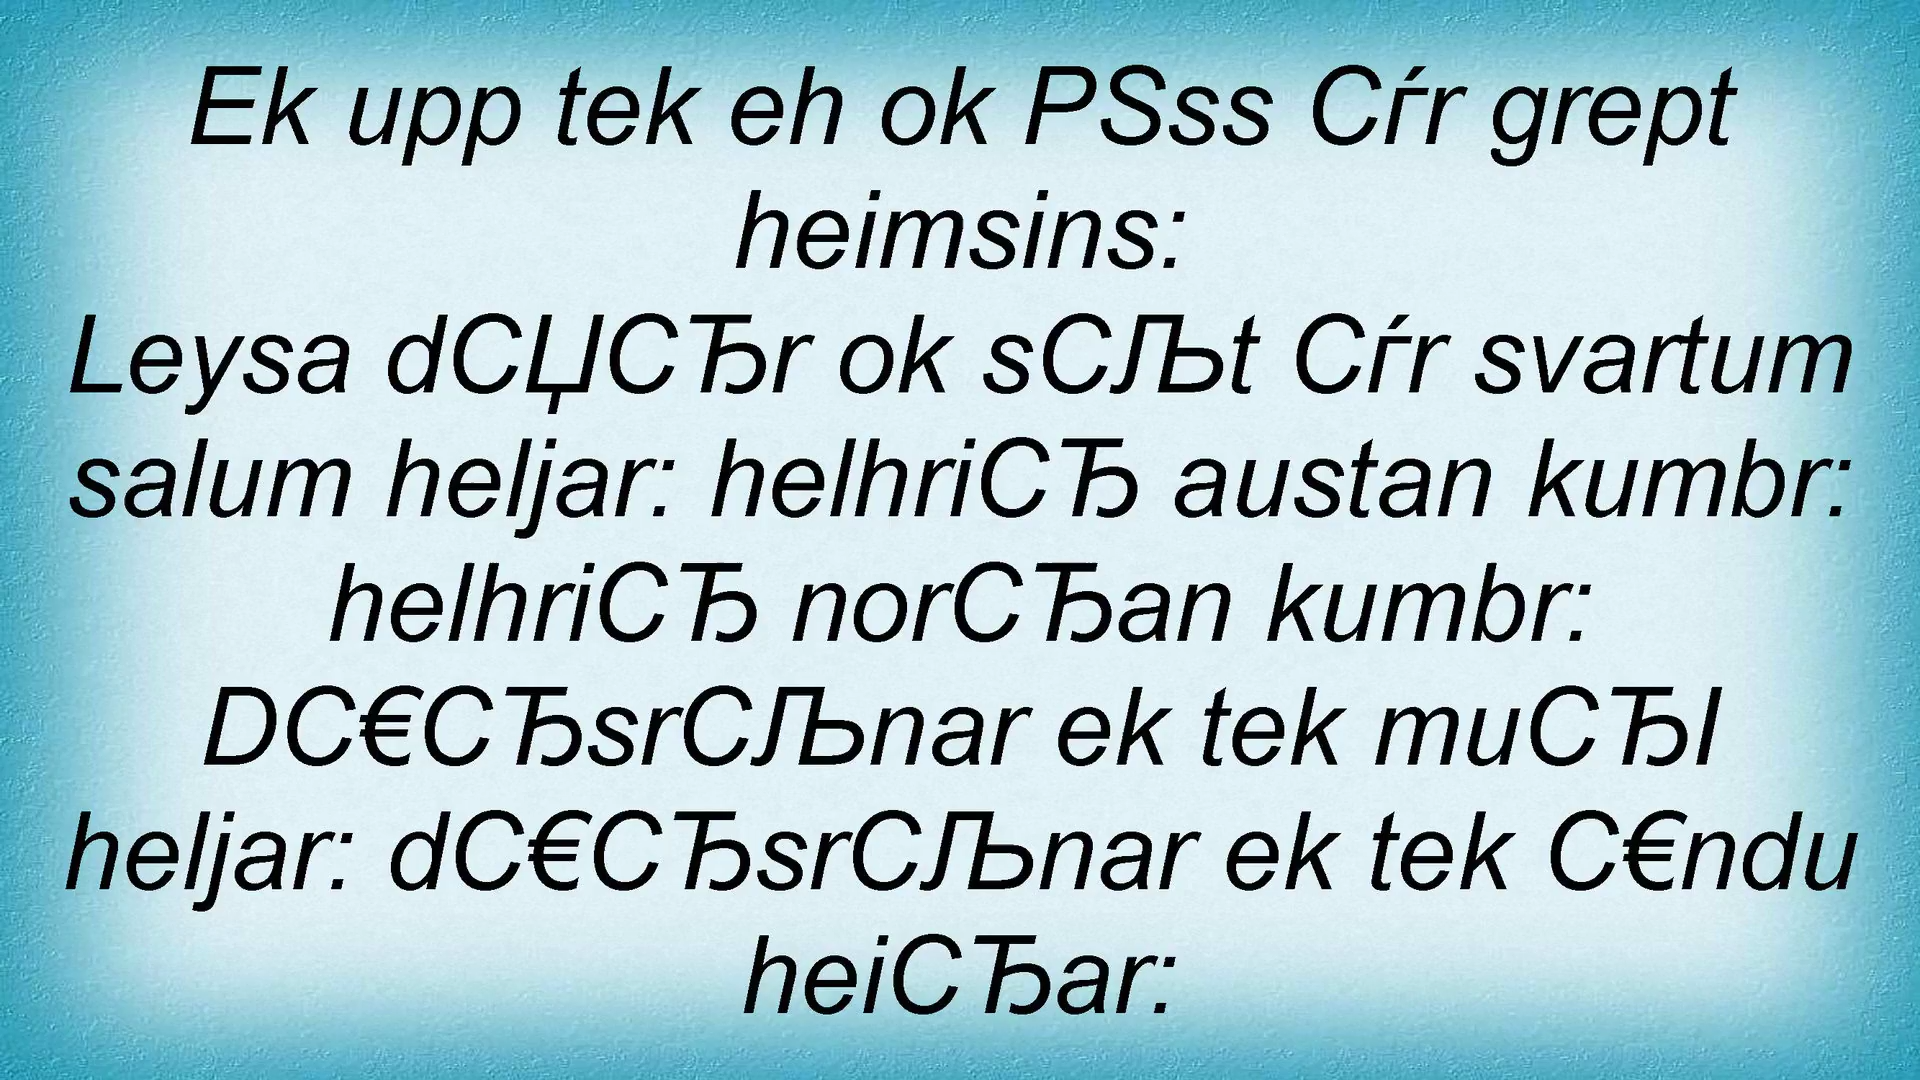 Ek upp tek eh ok PSss Cѓr grept
heimsins:
Leysa dCЏCЂr ok sCЉt Cѓr svartum
salum heljar: helhriCЂ austan kumbr:
helhriCЂ norCЂan kumbr:
DC€CЂsrCЉnar ek tek muCЂI
heljar: dC€CЂsrCЉnar ek tek C€ndu
heiCЂar: